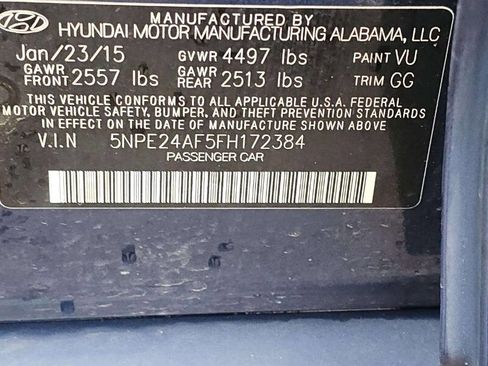 MANUFACTURED BY
HYUNDAI MOTOR MANUFACTURING ALABAMA, LLC
Jan/23/15 GVWR 4497 lbs PAINT VU
GAWR FRONT 2557 lbs GAWR REAR 2513 lbs TRIM GG
THIS VEHICLE CONFORMS TO ALL APPLICABLE U.S.A. FEDERAL
MOTOR VEHICLE SAFETY, BUMPER, AND THEFT PREVENTION STANDARDS
IN EFFECT ON THE DATE OF MANUFACTURE SHOWN ABOVE
V.I.N 5NPE24AF5FH172384
PASSENGER CAR